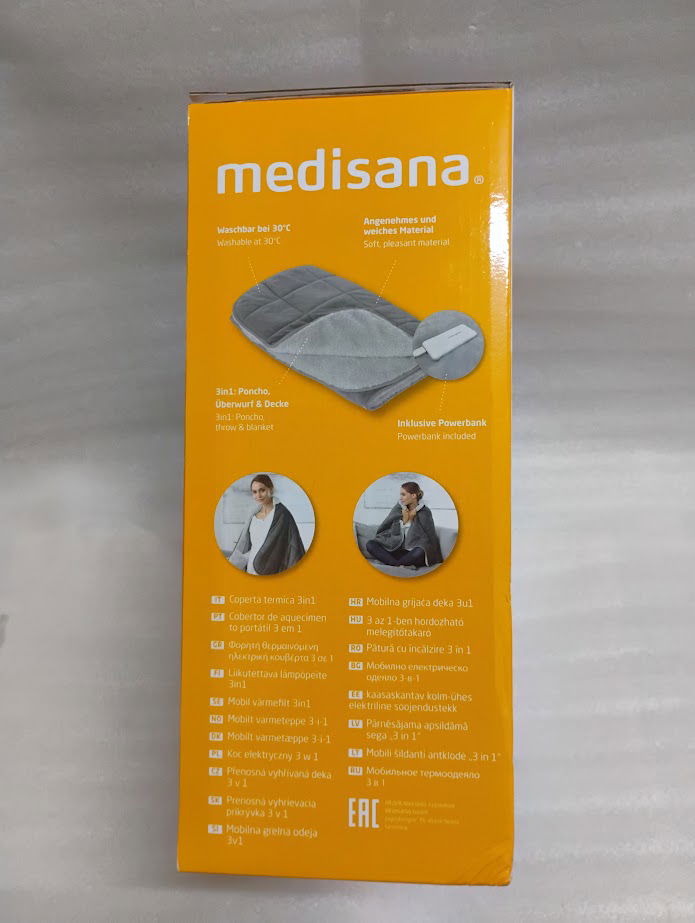 medisana®
Waschbar bei 30°C
Washable at 30°C
Angenehmes und
weiches Material
Soft, pleasant material
3in1: Poncho,
Überwurf & Decke
3in1: Poncho,
throw & blanket
Inklusive Powerbank
Powerbank included
IT Coperta termica 3in1
PT Cobertor de aquecimen
to portátil 3 em 1
GR Φορητή θερμαινόμενη
ηλεκτρική κουβέρτα 3 σε 1
FI Liikutettava lämpöpeite
3in1
SE Mobil värmefilt 3in1
NO Mobilt varmeteppe 3-i-1
DK Mobilt varmetæppe 3-i-1
PL Koc elektryczny 3 w 1
CZ Přenosná vyhřívaná deka
3 v 1
SK Prenosná vyhrievacia
prikrývka 3 v 1
SI Mobilna grelna odeja
3v1
HR Mobilna grijaća deka 3u1
HU 3 az 1-ben hordozható
melegítőtakaró
RO Pătură cu încălzire 3 în 1
BG Мобилно електрическо
одеяло 3-в-1
EE kaasaskantav kolm-ühes
elektriline soojendustekk
LV Pārnēsājama apsildāmā
sega „3 in 1“
LT Mobili šildanti antklodė „3 in 1“
RU Мобильное термоодеяло
3 в 1
EAC